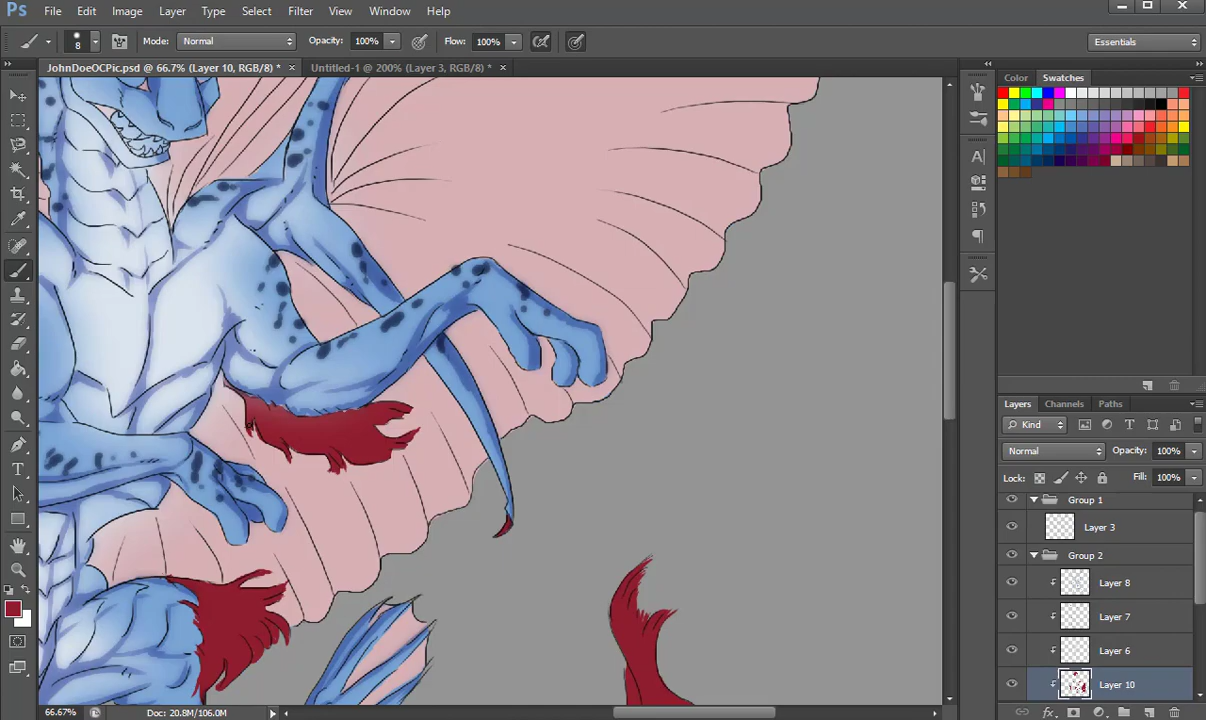 Ps File Edit Image Layer Type Select Filter View Window Help
8 Mode: Normal Opacity: 100% Flow: 100% Essentials
JohnDoeOCPic.psd @ 66.7% (Layer 10, RGB/8) * × Untitled-1 @ 200% (Layer 3, RGB/8) * ×
Color Swatches
Layers Channels Paths
Kind
Normal Opacity: 100%
Lock: Fill: 100%
Group 1
Layer 3
Group 2
Layer 8
Layer 7
Layer 6
Layer 10
66.67% Doc: 20.8M/106.0M